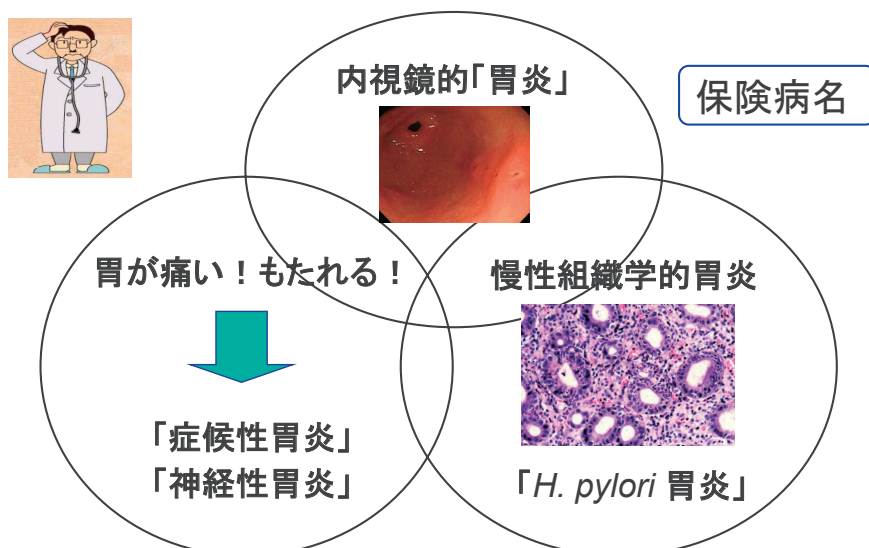 内視鏡的「胃炎」
保険病名
胃が痛い！もたれる！
慢性組織学的胃炎
「症候性胃炎」
「神経性胃炎」
「H. pylori 胃炎」